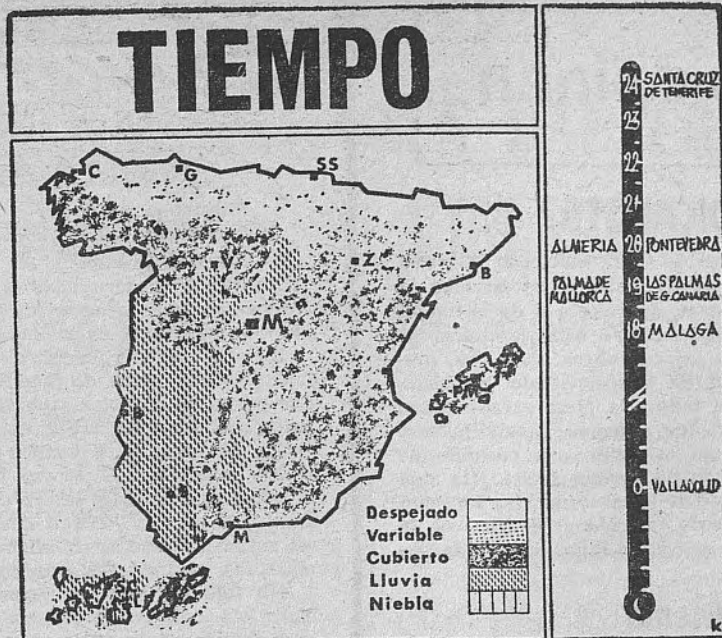 TIEMPO
C
G
SS
V
Z
B
M
B
S
M
Despejado
Variable
Cubierto
Lluvia
Niebla
24 SANTA CRUZ
DE TENERIFE
23
22
21
ALMERIA 20 PONTEVEDRA
PALMA DE
MALLORCA
19 LAS PALMAS
DE G. CANARIA
18 MALAGA
0 VALLADOLID
k